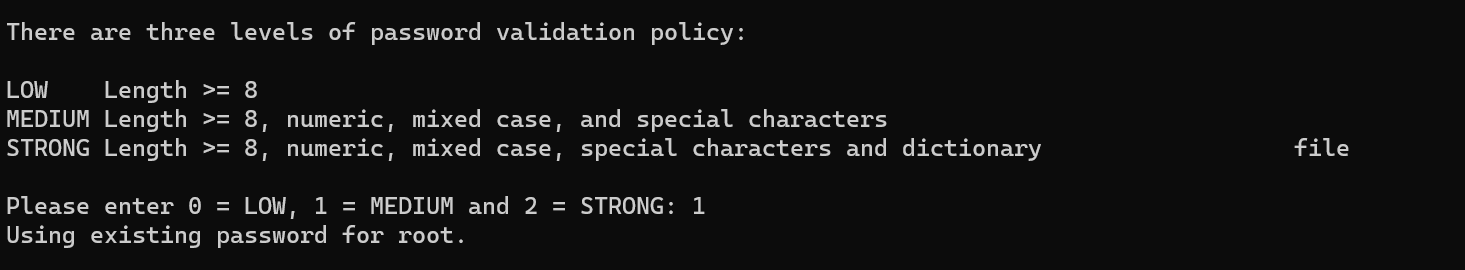 There are three levels of password validation policy:
LOW    Length >= 8
MEDIUM Length >= 8, numeric, mixed case, and special characters
STRONG Length >= 8, numeric, mixed case, special characters and dictionary                  file
Please enter 0 = LOW, 1 = MEDIUM and 2 = STRONG: 1
Using existing password for root.